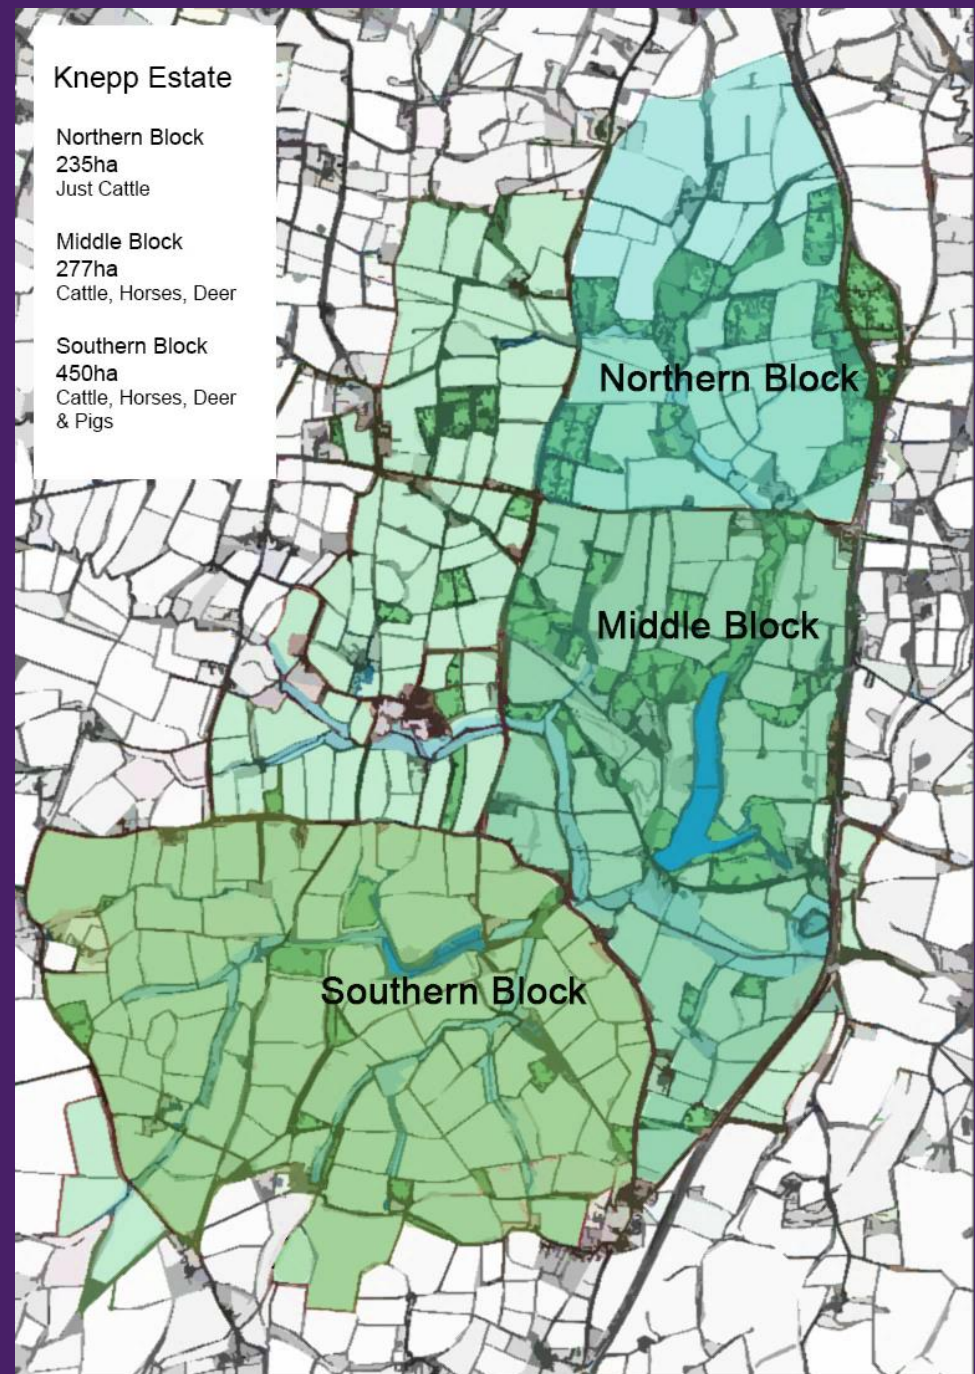 Knepp Estate
Northern Block
235ha
Just Cattle
Middle Block
277ha
Cattle, Horses, Deer
Southern Block
450ha
Cattle, Horses, Deer
& Pigs
Northern Block
Middle Block
Southern Block